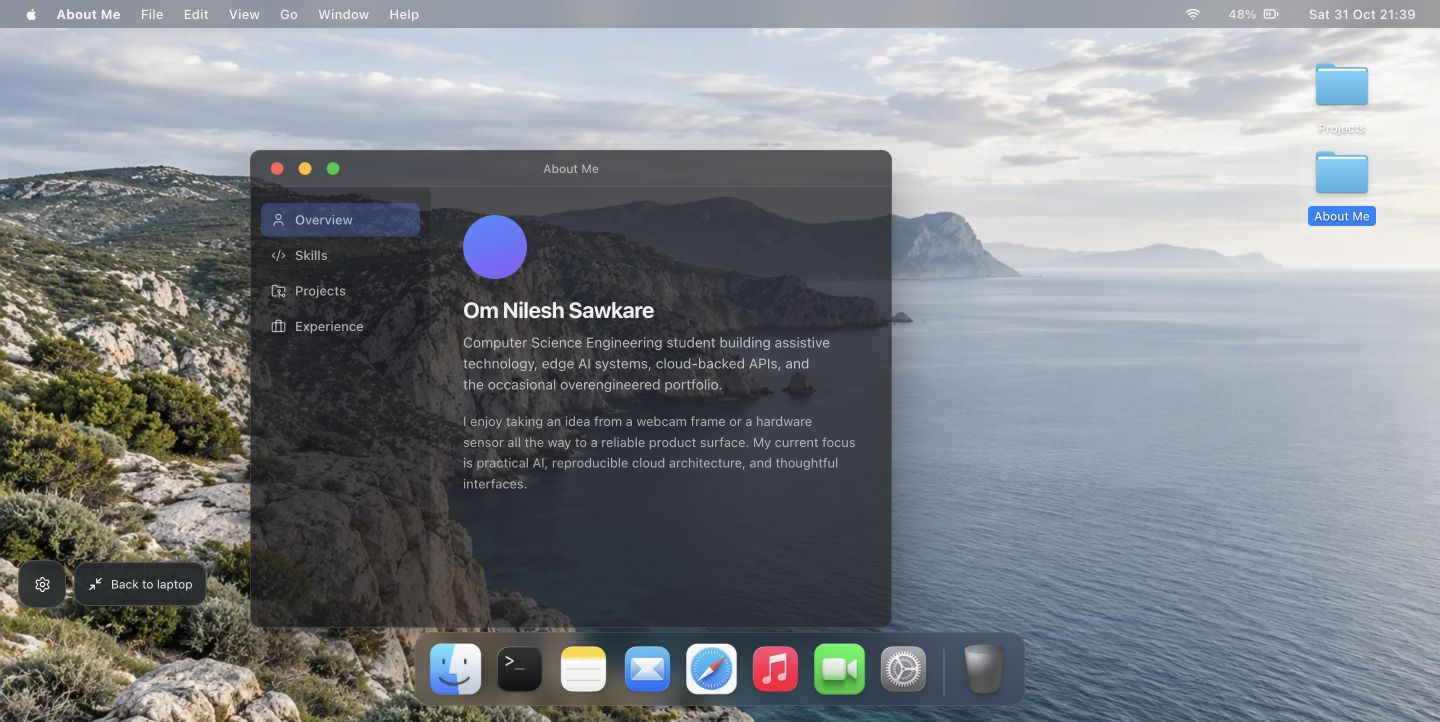 About Me File Edit View Go Window Help 48% Sat 31 Oct 21:39
Projects
About Me
About Me
Overview
Skills
Projects
Experience
Om Nilesh Sawkare
Computer Science Engineering student building assistive
technology, edge AI systems, cloud-backed APIs, and
the occasional overengineered portfolio.
I enjoy taking an idea from a webcam frame or a hardware
sensor all the way to a reliable product surface. My current focus
is practical AI, reproducible cloud architecture, and thoughtful
interfaces.
Back to laptop
>_